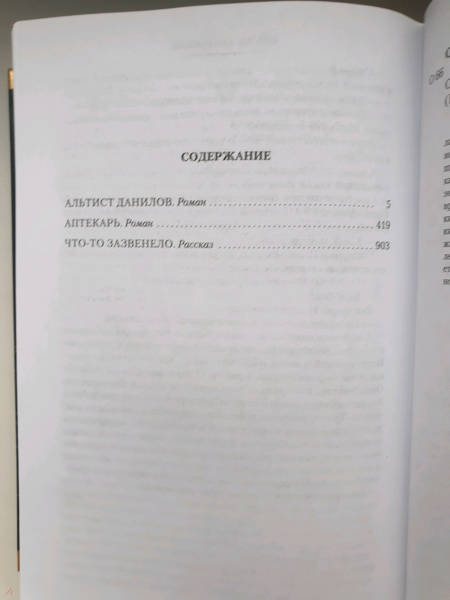 СОДЕРЖАНИЕ
АЛЬТИСТ ДАНИЛОВ. Роман 5
АПТЕКАРЬ. Роман 419
ЧТО-ТО ЗАЗВЕНЕЛО. Рассказ 903